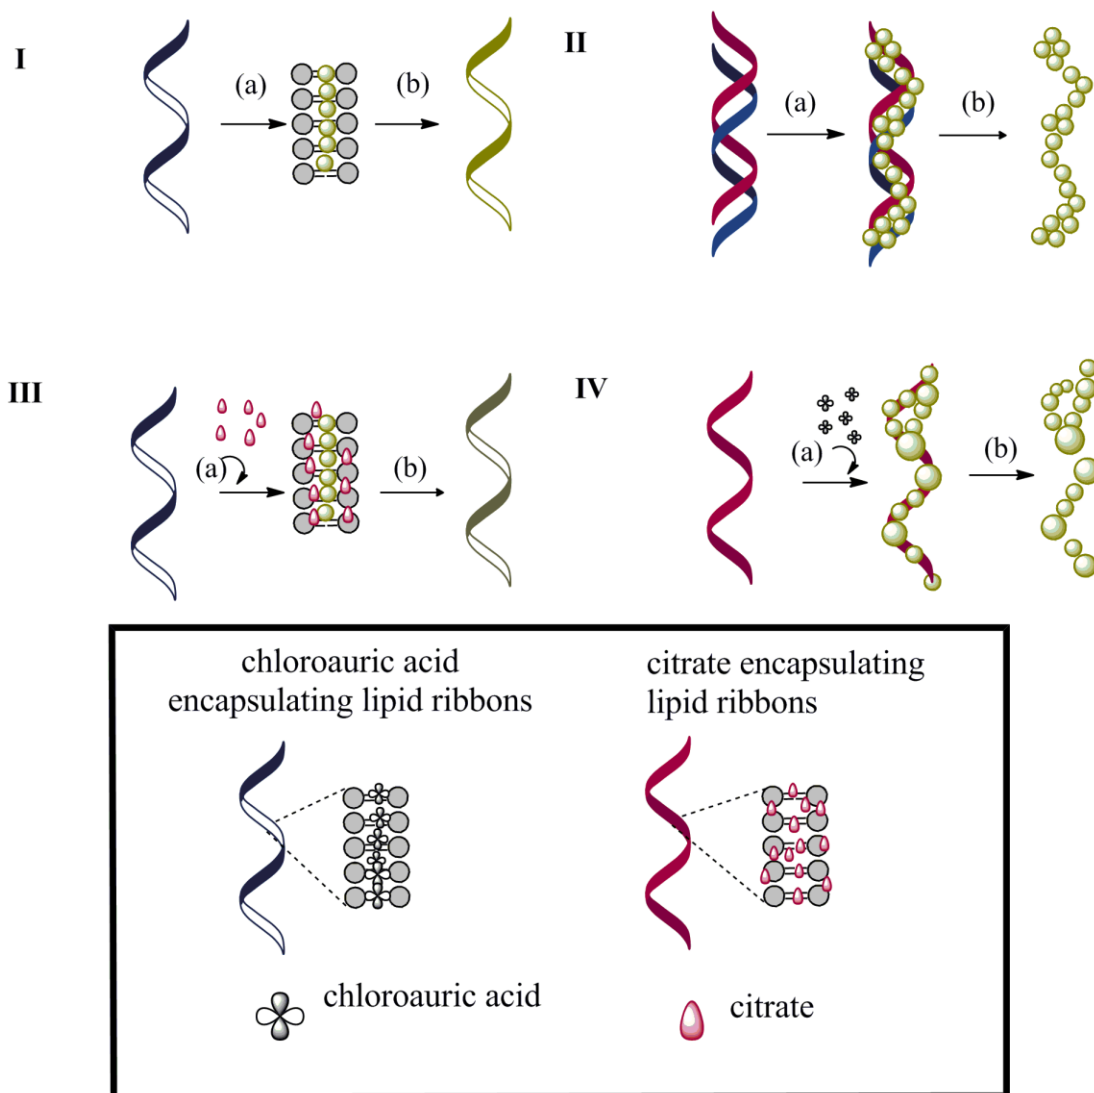 I
(a)
(b)
II
(a)
(b)
III
(a)
(b)
IV
(a)
(b)
chloroauric acid
encapsulating lipid ribbons
citrate encapsulating
lipid ribbons
chloroauric acid
citrate